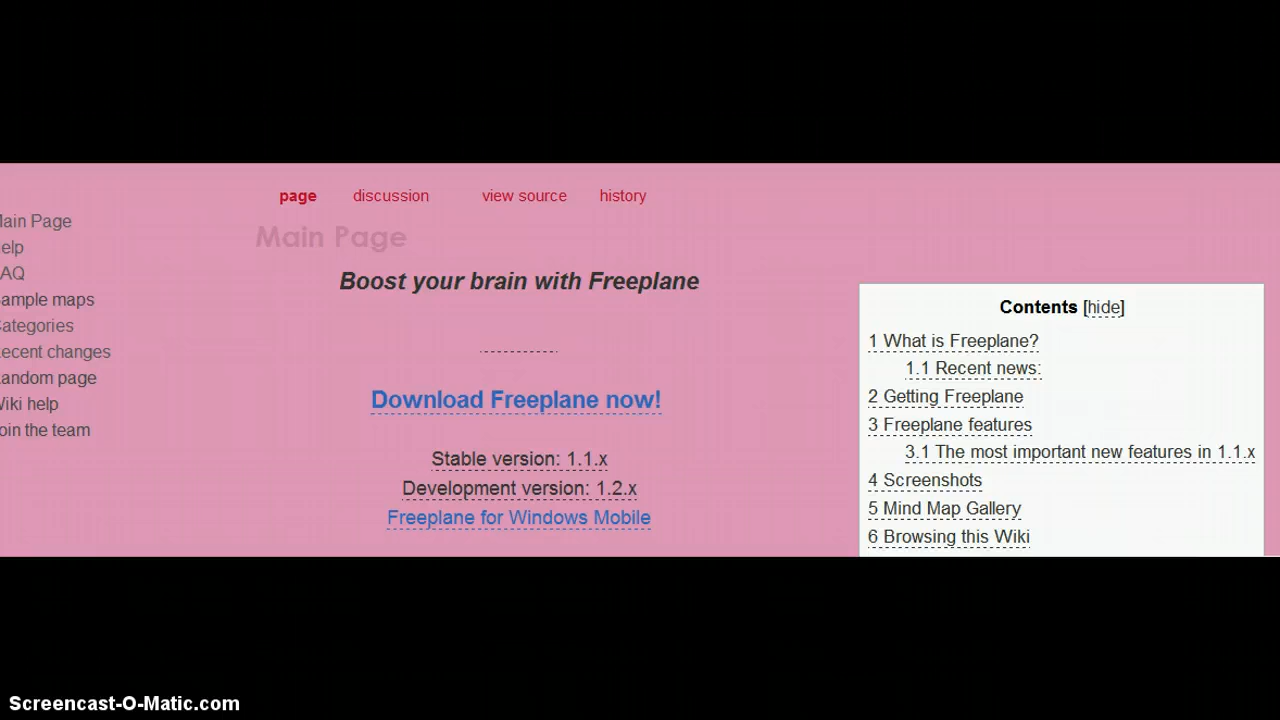 page discussion view source history
ain Page
elp
AQ
ample maps
ategories
ecent changes
andom page
iki help
oin the team
Main Page
Boost your brain with Freeplane
Download Freeplane now!
Stable version: 1.1.x
Development version: 1.2.x
Freeplane for Windows Mobile
Contents [hide]
1 What is Freeplane?
1.1 Recent news:
2 Getting Freeplane
3 Freeplane features
3.1 The most important new features in 1.1.x
4 Screenshots
5 Mind Map Gallery
6 Browsing this Wiki
Screencast-O-Matic.com